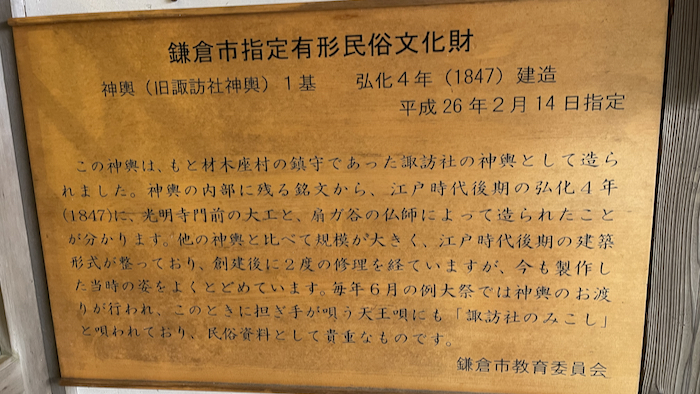 鎌倉市指定有形民俗文化財
神輿（旧諏訪社神輿）１基　　弘化４年（1847）建造
平成26年２月14日指定
この神輿は、もと材木座村の鎮守であった諏訪社の神輿として造ら
れました。神輿の内部に残る銘文から、江戸時代後期の弘化４年
(1847)に、光明寺門前の大工と、扇ガ谷の仏師によって造られたこと
が分かります。他の神輿と比べて規模が大きく、江戸時代後期の建築
形式が整っており、創建後に２度の修理を経ていますが、今も製作し
た当時の姿をよくとどめています。毎年６月の例大祭では神輿のお渡
りが行われ、このときに担ぎ手が唄う天王唄にも「諏訪社のみこし」
と唄われており、民俗資料として貴重なものです。
鎌倉市教育委員会